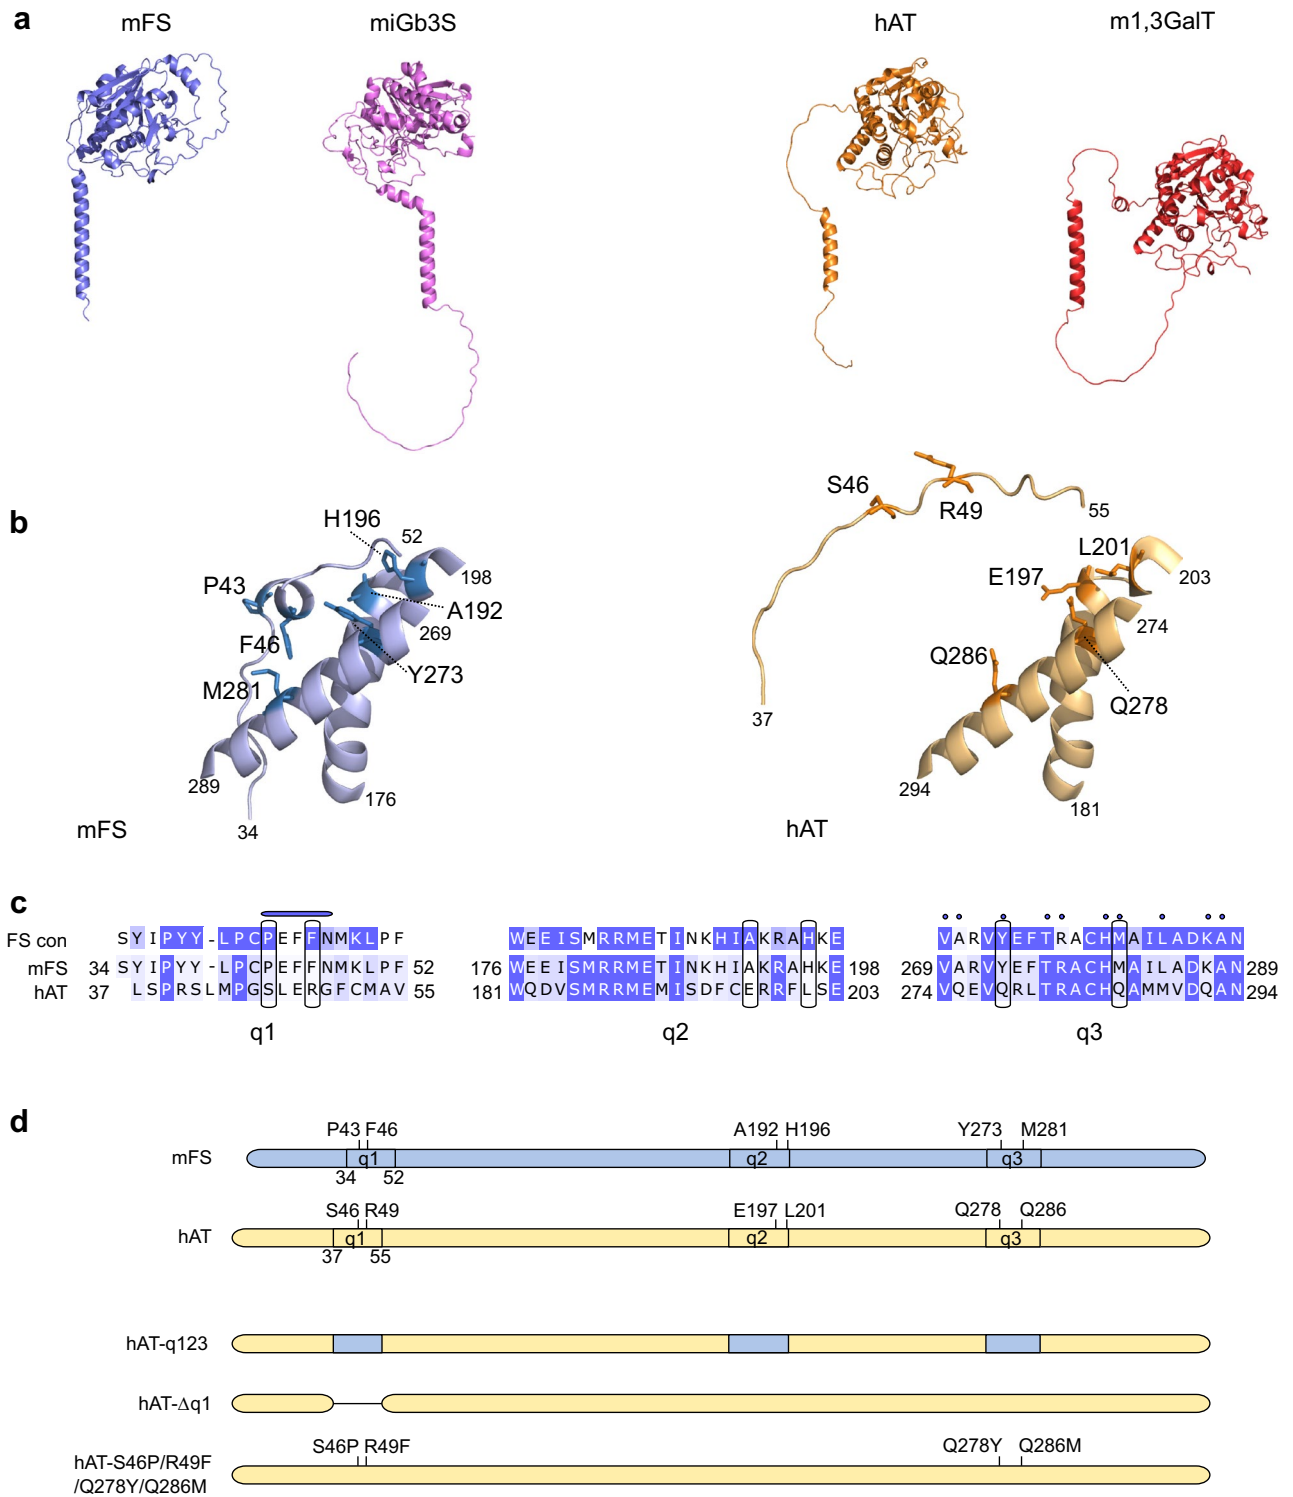 a
mFS miGb3S hAT m1,3GalT
b
H196
52
P43
198
A192
269
F46
Y273
M281
289
176
34
mFS
S46
R49
55
L201
E197
203
274
Q286
Q278
37
294
181
hAT
c
FS con SYIPYY-LPCPEFFNMKLPF WEEISMRRMETINKHIAKRAHKE VARVYEFTRACHMAILADKAN
mFS 34 SYIPYY-LPCPEFFNMKLPF 52 176 WEEISMRRMETINKHIAKRAHKE 198 269 VARVYEFTRACHMAILADKAN 289
hAT 37 LSPRSLMPGSLERGFCMAV 55 181 WQDVSMRRMEMISDFCERRFLSE 203 274 VQEVQRLTRACHQAMMVDQAN 294
q1 q2 q3
d
P43 F46 A192 H196 Y273 M281
mFS q1 q2 q3
34 52
S46 R49 E197 L201 Q278 Q286
hAT q1 q2 q3
37 55
hAT-q123
hAT-Δq1
S46P R49F Q278Y Q286M
hAT-S46P/R49F
/Q278Y/Q286M